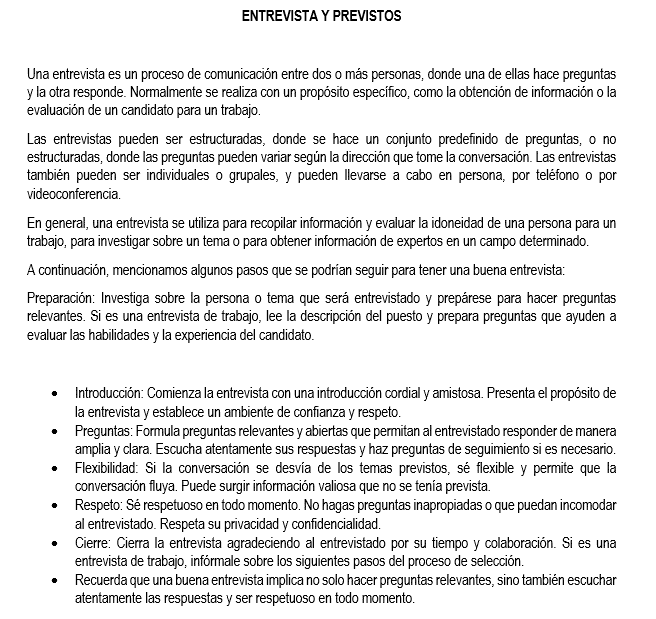 ENTREVISTA Y PREVISTOS
Una entrevista es un proceso de comunicación entre dos o más personas, donde una de ellas hace preguntas
y la otra responde. Normalmente se realiza con un propósito específico, como la obtención de información o la
evaluación de un candidato para un trabajo.
Las entrevistas pueden ser estructuradas, donde se hace un conjunto predefinido de preguntas, o no
estructuradas, donde las preguntas pueden variar según la dirección que tome la conversación. Las entrevistas
también pueden ser individuales o grupales, y pueden llevarse a cabo en persona, por teléfono o por
videoconferencia.
En general, una entrevista se utiliza para recopilar información y evaluar la idoneidad de una persona para un
trabajo, para investigar sobre un tema o para obtener información de expertos en un campo determinado.
A continuación, mencionamos algunos pasos que se podrían seguir para tener una buena entrevista:
Preparación: Investiga sobre la persona o tema que será entrevistado y prepárese para hacer preguntas
relevantes. Si es una entrevista de trabajo, lee la descripción del puesto y prepara preguntas que ayuden a
evaluar las habilidades y la experiencia del candidato.
• Introducción: Comienza la entrevista con una introducción cordial y amistosa. Presenta el propósito de
la entrevista y establece un ambiente de confianza y respeto.
• Preguntas: Formula preguntas relevantes y abiertas que permitan al entrevistado responder de manera
amplia y clara. Escucha atentamente sus respuestas y haz preguntas de seguimiento si es necesario.
• Flexibilidad: Si la conversación se desvía de los temas previstos, sé flexible y permite que la
conversación fluya. Puede surgir información valiosa que no se tenía prevista.
• Respeto: Sé respetuoso en todo momento. No hagas preguntas inapropiadas o que puedan incomodar
al entrevistado. Respeta su privacidad y confidencialidad.
• Cierre: Cierra la entrevista agradeciendo al entrevistado por su tiempo y colaboración. Si es una
entrevista de trabajo, infórmale sobre los siguientes pasos del proceso de selección.
• Recuerda que una buena entrevista implica no solo hacer preguntas relevantes, sino también escuchar
atentamente las respuestas y ser respetuoso en todo momento.